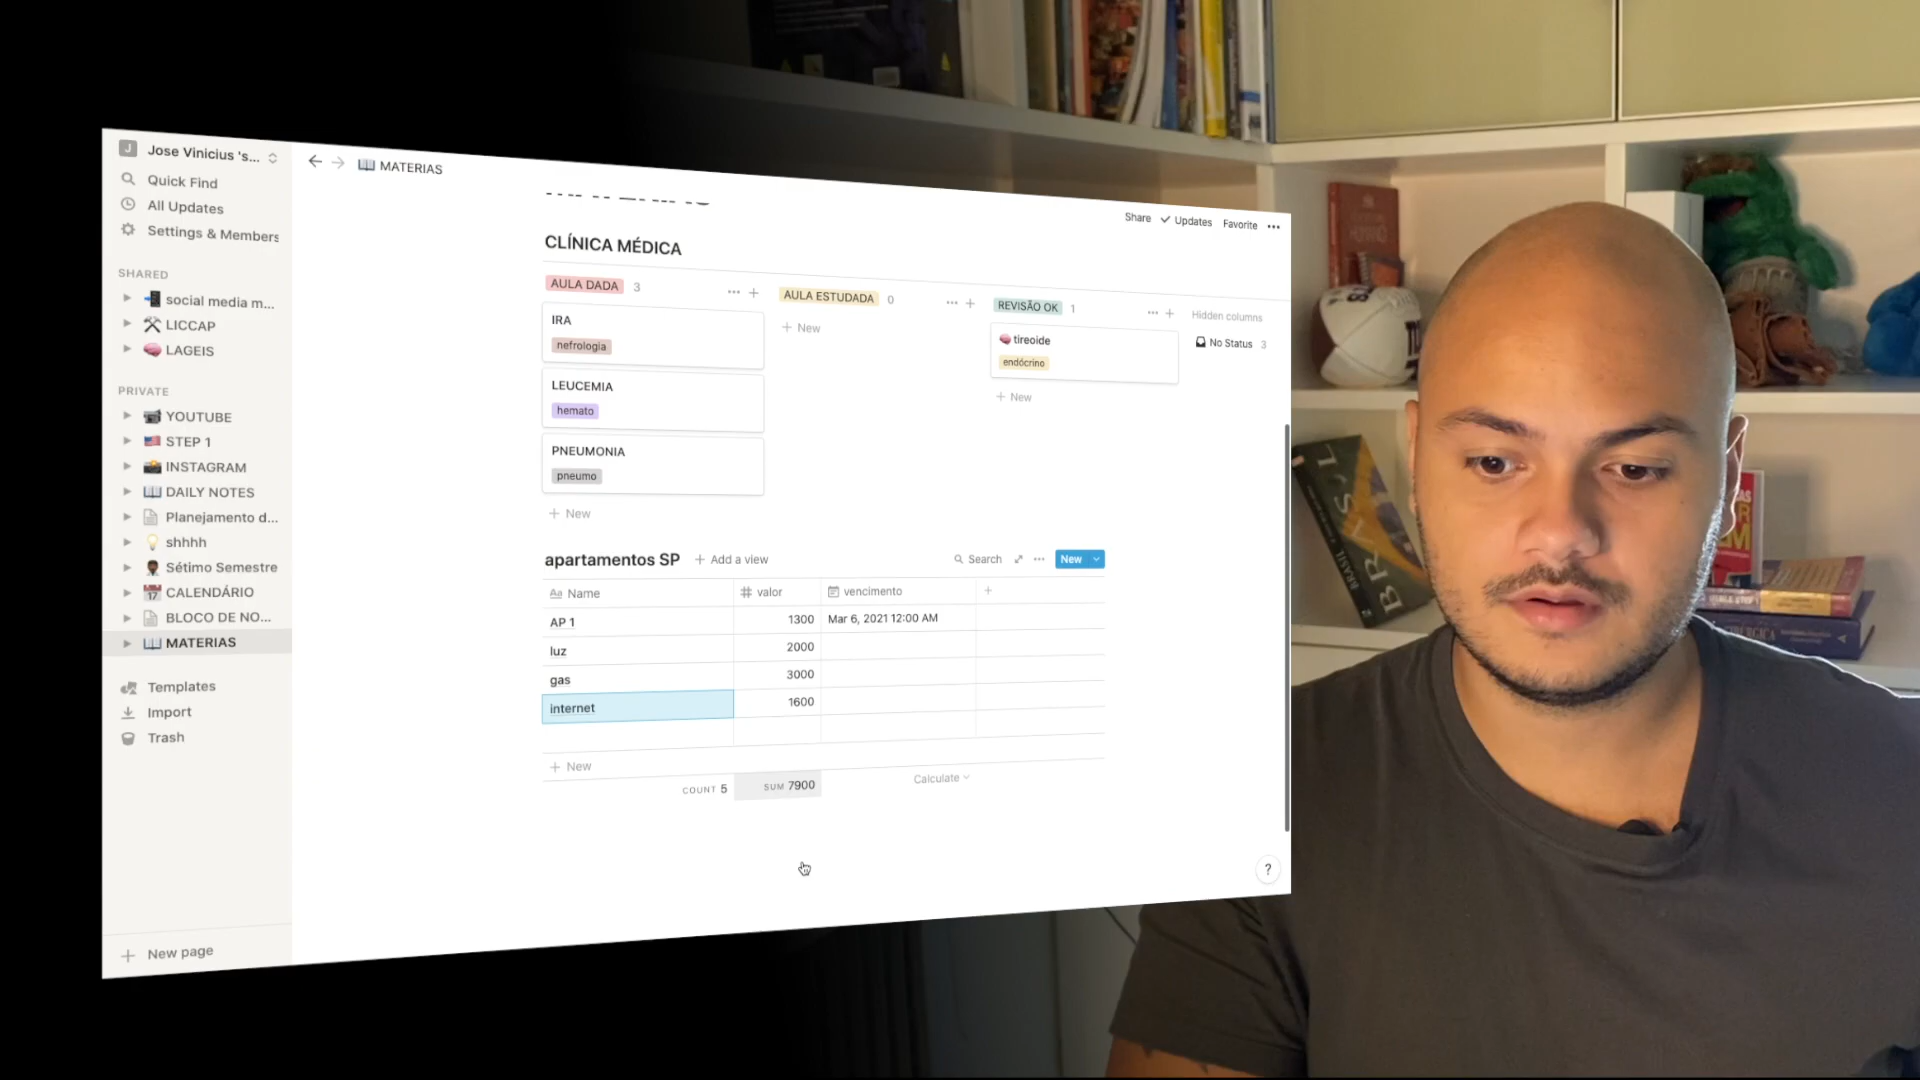 J Jose Vinicius 's...
Quick Find
All Updates
Settings & Members
SHARED
social media m...
LICCAP
LAGEIS
PRIVATE
YOUTUBE
STEP 1
INSTAGRAM
DAILY NOTES
Planejamento d...
shhhh
Sétimo Semestre
CALENDÁRIO
BLOCO DE NO...
MATERIAS
Templates
Import
Trash
New page
MATERIAS
Share Updates Favorite
CLÍNICA MÉDICA
AULA DADA 3
IRA
nefrologia
LEUCEMIA
hemato
PNEUMONIA
pneumo
New
AULA ESTUDADA 0
New
REVISÃO OK 1
tireoide
endócrino
New
Hidden columns
No Status 3
apartamentos SP Add a view Search New
Aa Name valor vencimento
AP 1 1300 Mar 6, 2021 12:00 AM
luz 2000
gas 3000
internet 1600
New
COUNT 5 SUM 7900 Calculate
?
BRASIL
BRASIL